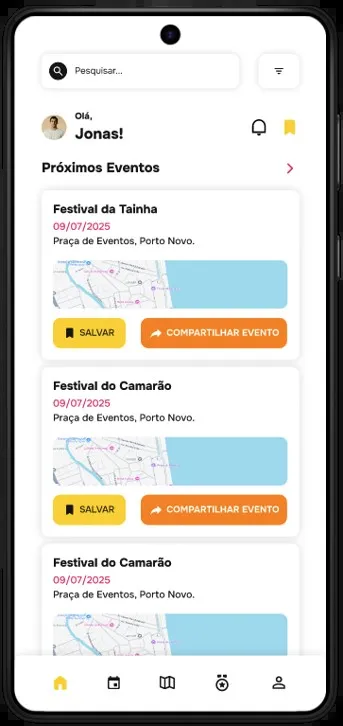 Pesquisar...
Olá,
Jonas!
Próximos Eventos
Festival da Tainha
09/07/2025
Praça de Eventos, Porto Novo.
SALVAR
COMPARTILHAR EVENTO
Festival do Camarão
09/07/2025
Praça de Eventos, Porto Novo.
SALVAR
COMPARTILHAR EVENTO
Festival do Camarão
09/07/2025
Praça de Eventos, Porto Novo.